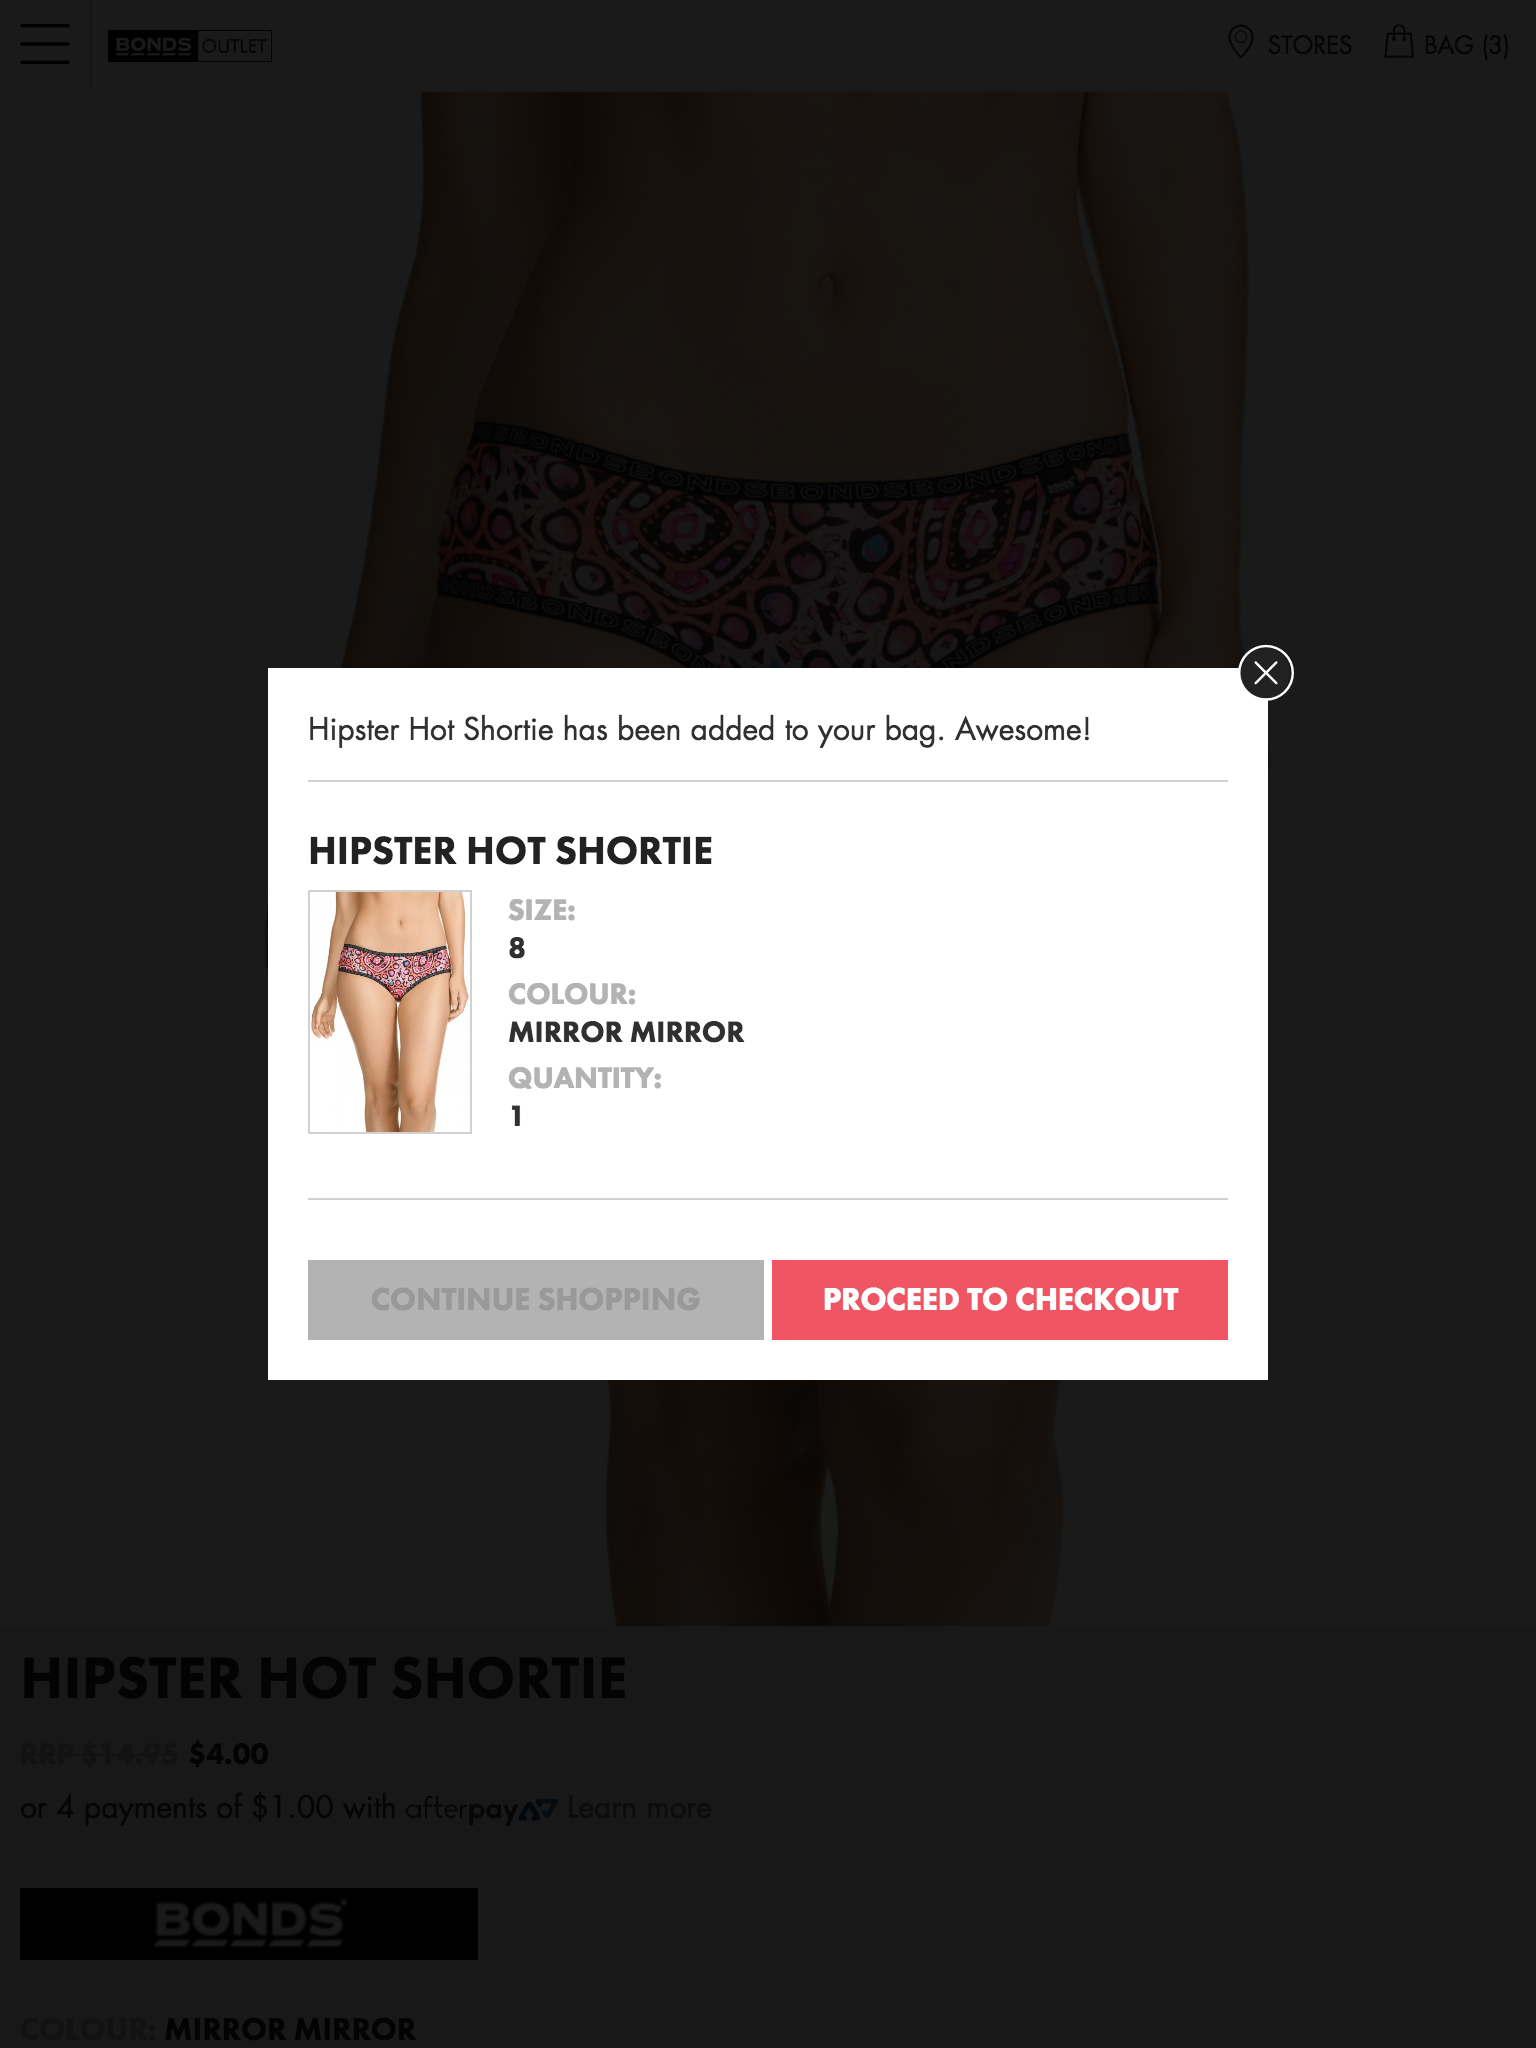 BONDS OUTLET
STORES
BAG (3)
BONDSBONDSBONDSBONDSBONDS
Hipster Hot Shortie has been added to your bag. Awesome!
HIPSTER HOT SHORTIE
SIZE:
8
COLOUR:
MIRROR MIRROR
QUANTITY:
1
CONTINUE SHOPPING
PROCEED TO CHECKOUT
HIPSTER HOT SHORTIE
RRP $14.95 $4.00
or 4 payments of $1.00 with afterpay Learn more
BONDS
COLOUR: MIRROR MIRROR